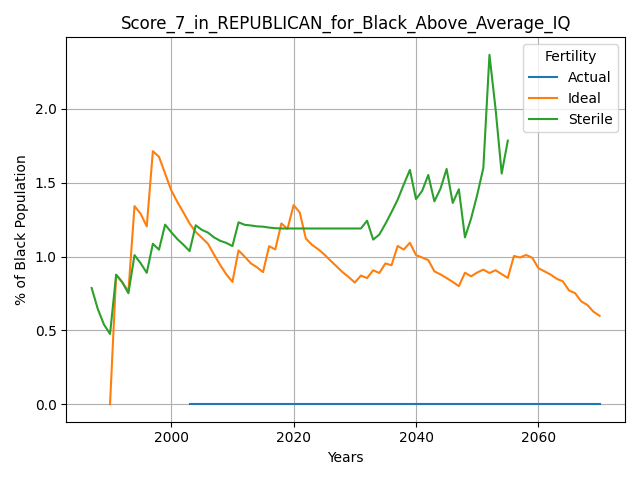 Score_7_in_REPUBLICAN_for_Black_Above_Average_IQ
Fertility
Actual
Ideal
Sterile
% of Black Population
2.0
1.5
1.0
0.5
0.0
2000
2020
2040
2060
Years